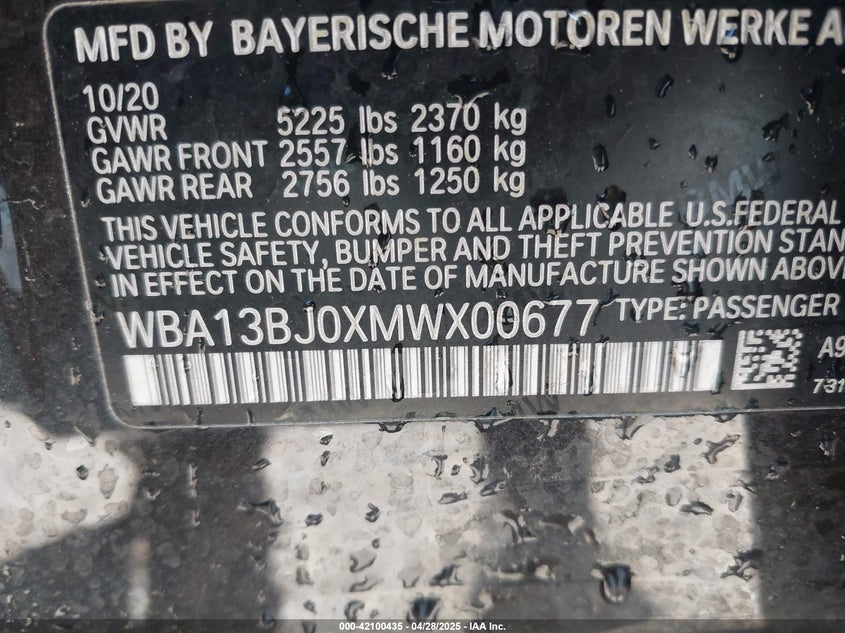 MFD BY BAYERISCHE MOTOREN WERKE A
10/20
GVWR 5225 lbs 2370 kg
GAWR FRONT 2557 lbs 1160 kg
GAWR REAR 2756 lbs 1250 kg
THIS VEHICLE CONFORMS TO ALL APPLICABLE U.S.FEDERAL
VEHICLE SAFETY, BUMPER AND THEFT PREVENTION STAN
IN EFFECT ON THE DATE OF MANUFACTURE SHOWN ABOV
WBA13BJ0XMWX00677 TYPE: PASSENGER
A9
731
000-42100435 - 04/28/2025 - IAA Inc.